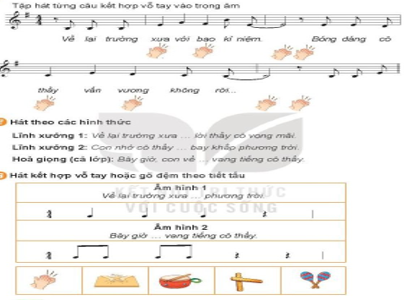 Tập hát từng câu kết hợp vỗ tay vào trọng âm
Về lại trường xưa với bao kỉ niệm. Bóng dáng cô
thầy vấn vương không rời...
Hát theo các hình thức
Lĩnh xướng 1: Về lại trường xưa ... lời thầy cô vọng mãi.
Lĩnh xướng 2: Con nhớ cô thầy ... bay khắp phương trời.
Hoà giọng (cả lớp): Bây giờ, con về ... vang tiếng cô thầy.
Hát kết hợp vỗ tay hoặc gõ đệm theo tiết tấu
KẾT NỐI TRI THỨC
VỚI CUỘC SỐNG
Âm hình 1
Về lại trường xưa ... phương trời.
Âm hình 2
Bây giờ ... vang tiếng cô thầy.